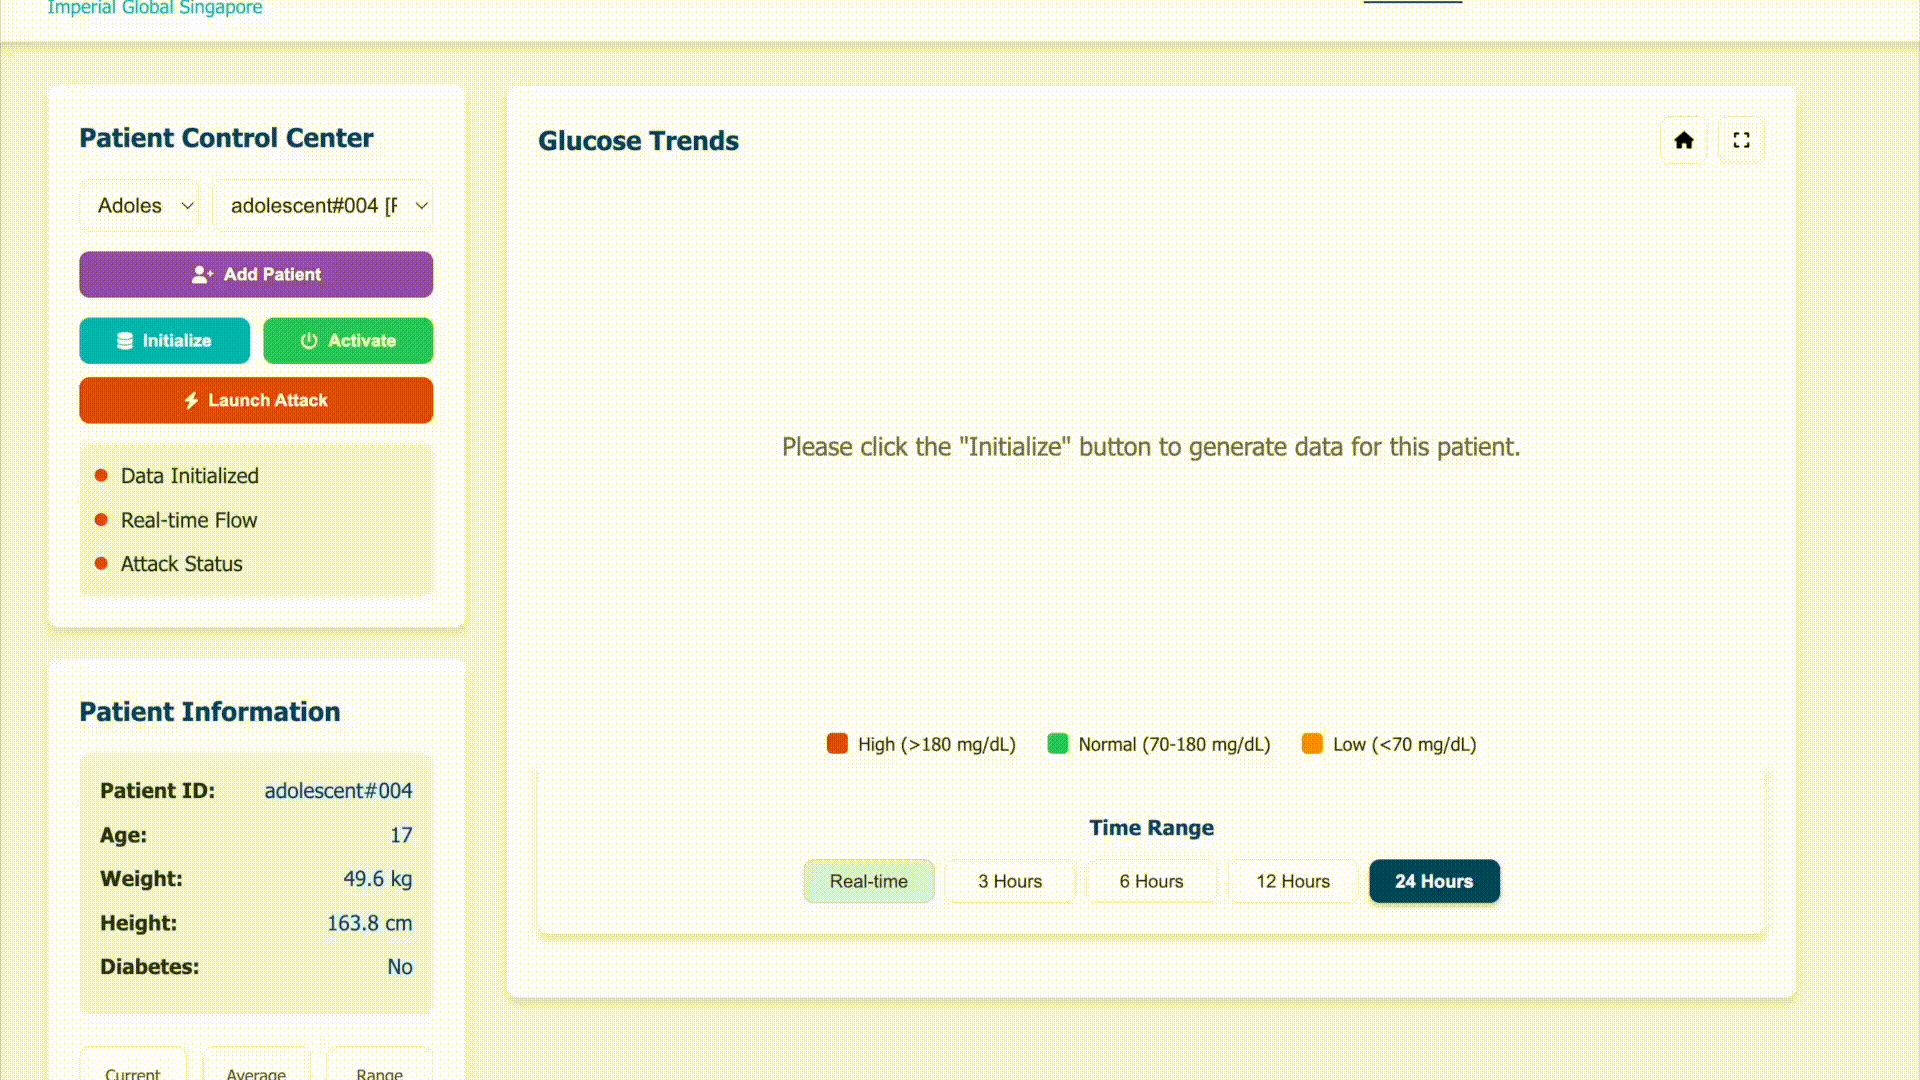 Imperial Global Singapore
Patient Control Center
Adoles
adolescent#004 [F
Add Patient
Initialize
Activate
Launch Attack
Data Initialized
Real-time Flow
Attack Status
Patient Information
Patient ID: adolescent#004
Age: 17
Weight: 49.6 kg
Height: 163.8 cm
Diabetes: No
Current
Average
Range
Glucose Trends
Please click the "Initialize" button to generate data for this patient.
High (>180 mg/dL)
Normal (70-180 mg/dL)
Low (<70 mg/dL)
Time Range
Real-time
3 Hours
6 Hours
12 Hours
24 Hours